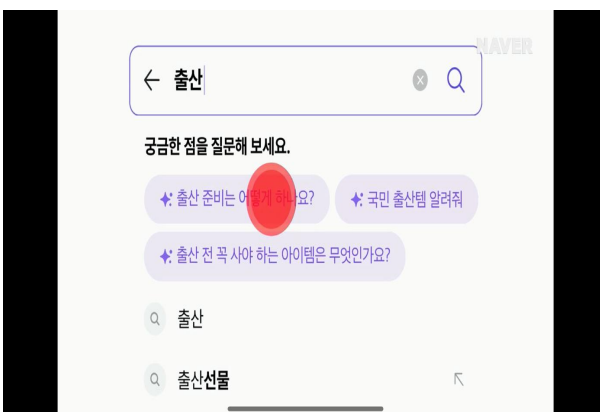 NAVER
출산
궁금한 점을 질문해 보세요.
출산 준비는 어떻게 하나요?
국민 출산템 알려줘
출산 전 꼭 사야 하는 아이템은 무엇인가요?
출산
출산선물